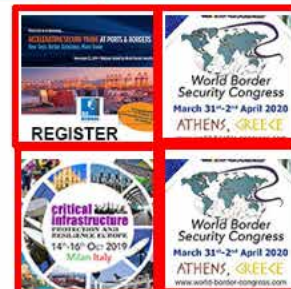 ACCELERATING SECURE TRADE AT PORTS & BORDERS
REGISTER
World Border
Security Congress
March 31st-2nd April 2020
ATHENS, GREECE
critical
infrastructure
PROTECTION AND
RESILIENCE EUROPE
14th-16th Oct 2019
Milan Italy
World Border
Security Congress
March 31st-2nd April 2020
ATHENS, GREECE
www.world-border-congress.com